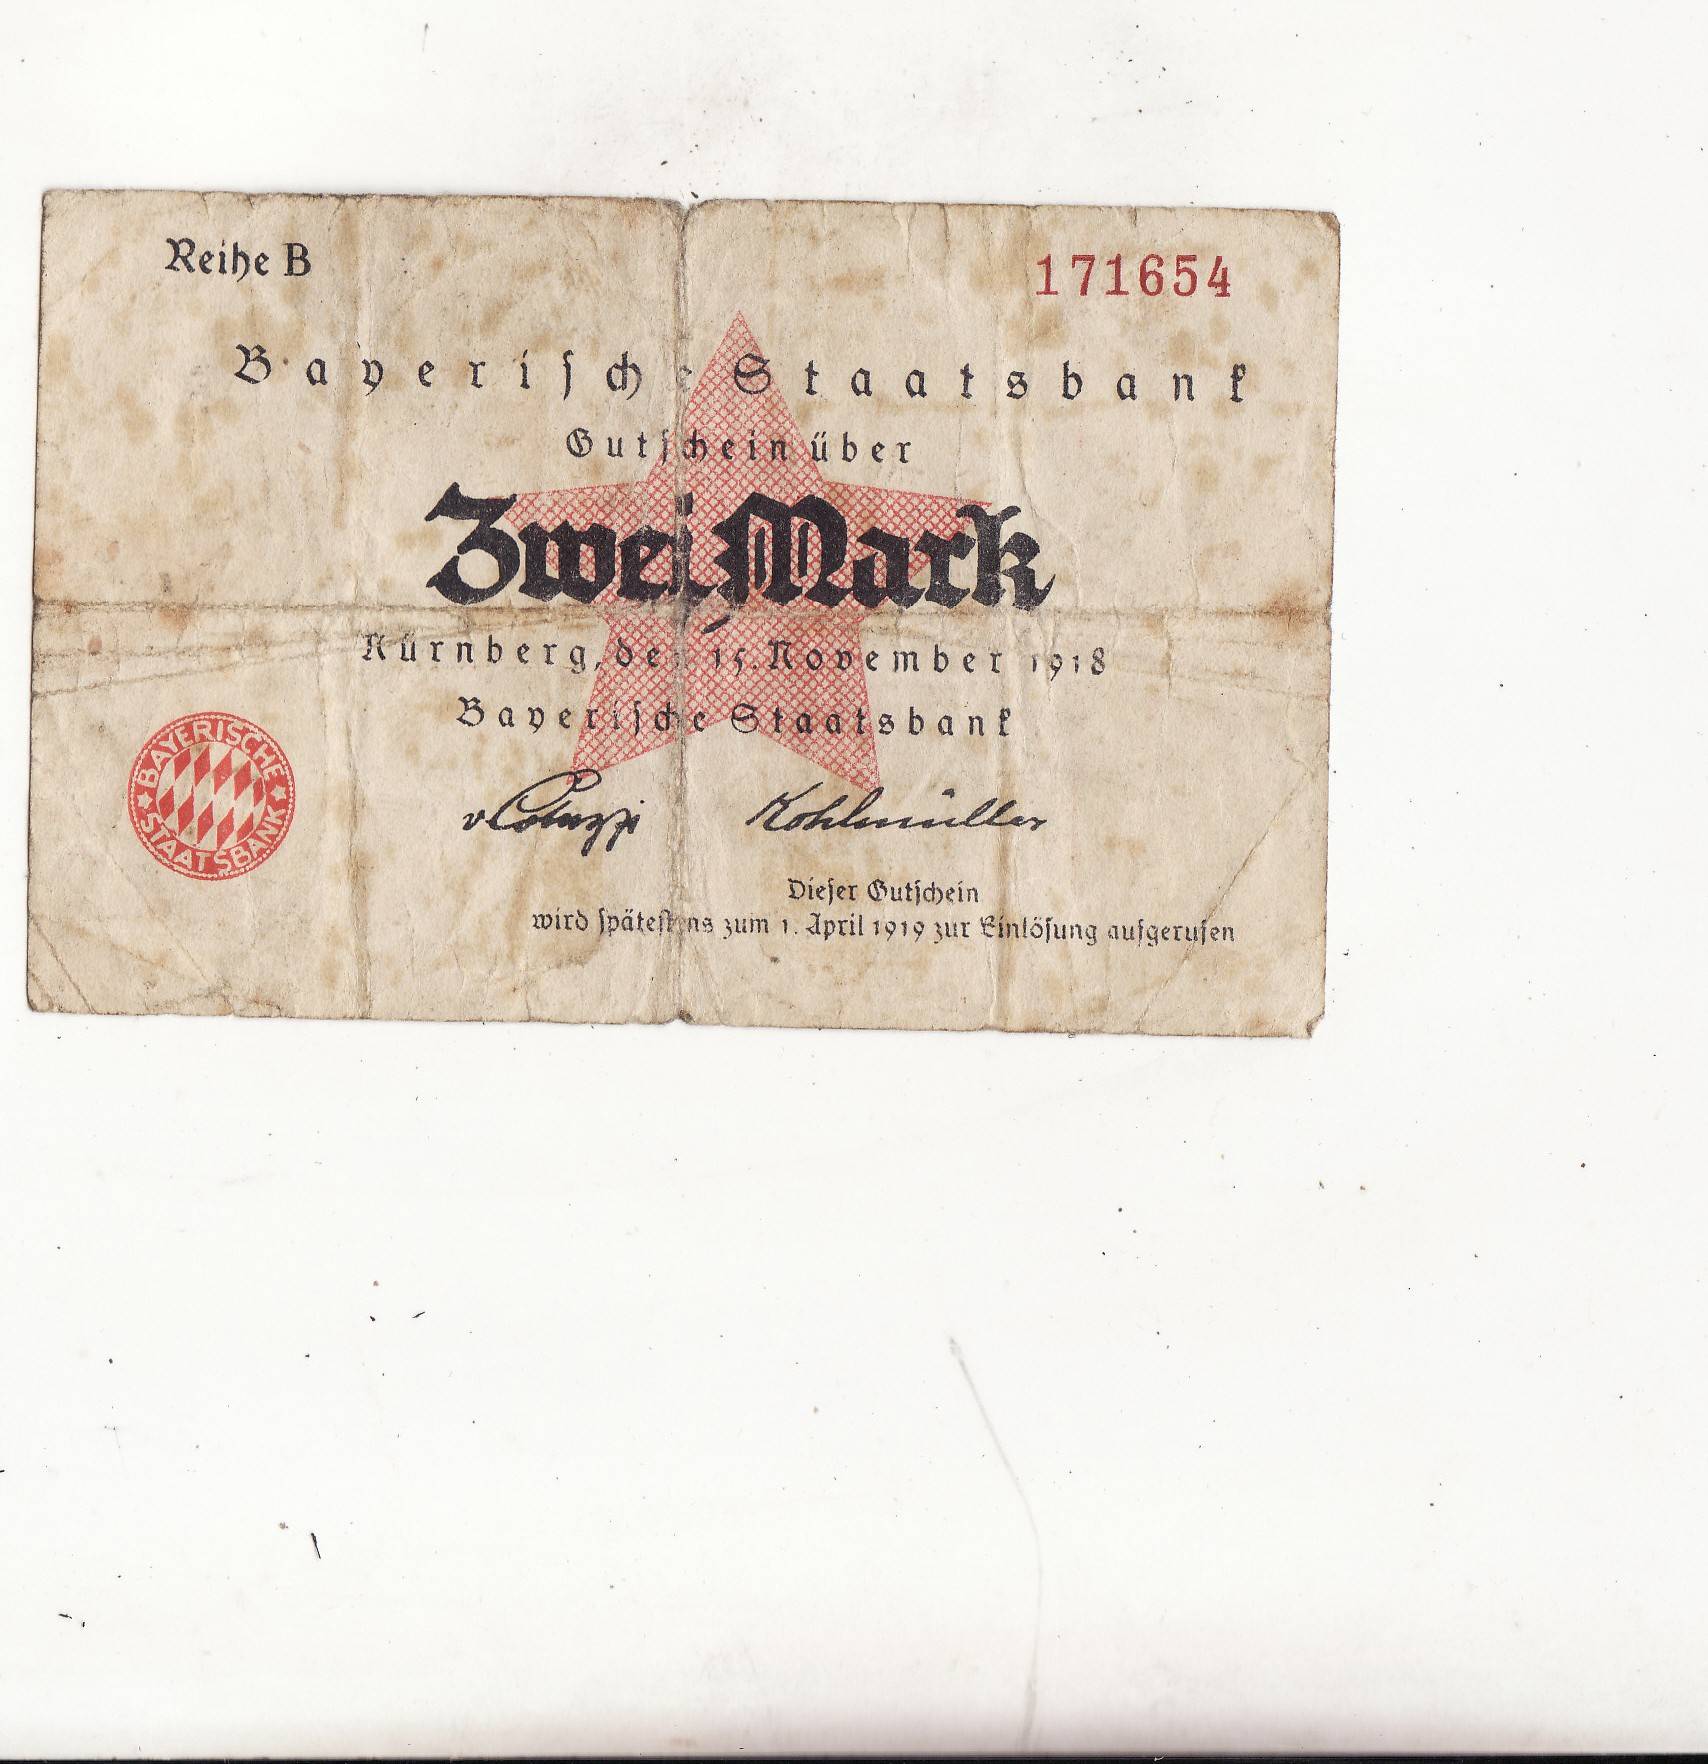 Reihe B
171654
Bayerische Staatsbank
Gutschein über
Zwei Mark
Nürnberg, den 15. November 1918
Bayerische Staatsbank
Kohlmüller
BAYERISCHE STAATSBANK
Dieser Gutschein
wird spätestens zum 1. April 1919 zur Einlösung aufgerufen